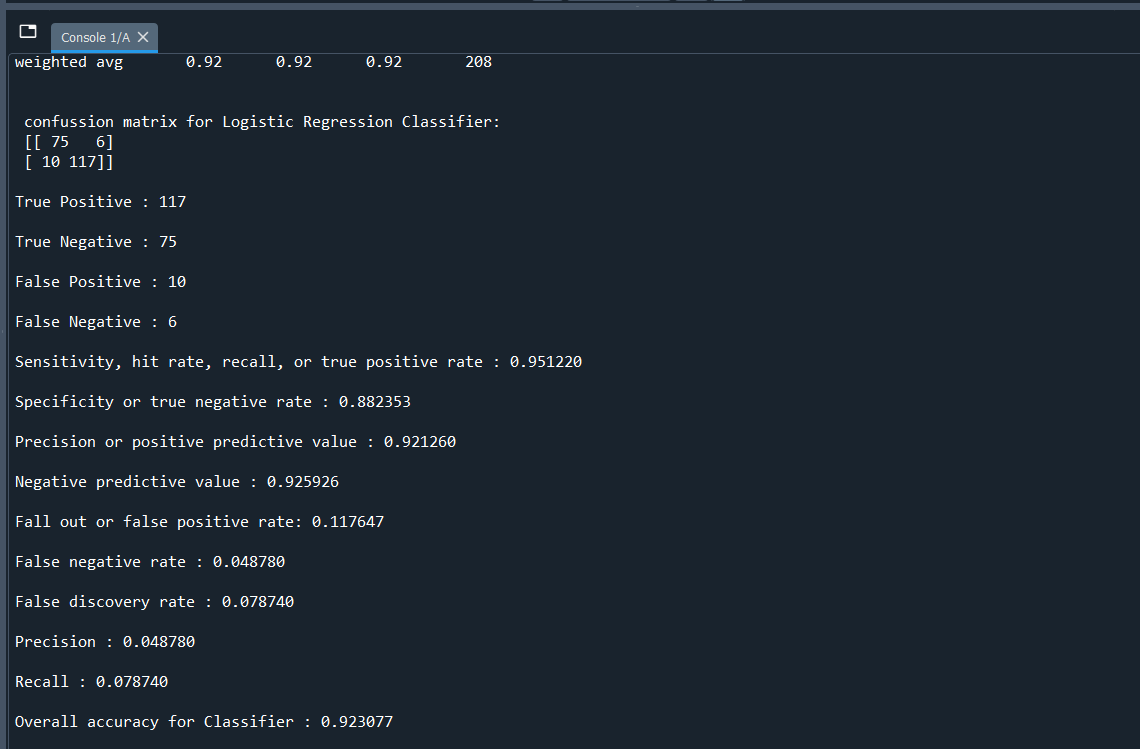 Console 1/A
weighted avg       0.92      0.92      0.92       208
confussion matrix for Logistic Regression Classifier:
[[ 75   6]
[ 10 117]]
True Positive : 117
True Negative : 75
False Positive : 10
False Negative : 6
Sensitivity, hit rate, recall, or true positive rate : 0.951220
Specificity or true negative rate : 0.882353
Precision or positive predictive value : 0.921260
Negative predictive value : 0.925926
Fall out or false positive rate: 0.117647
False negative rate : 0.048780
False discovery rate : 0.078740
Precision : 0.048780
Recall : 0.078740
Overall accuracy for Classifier : 0.923077